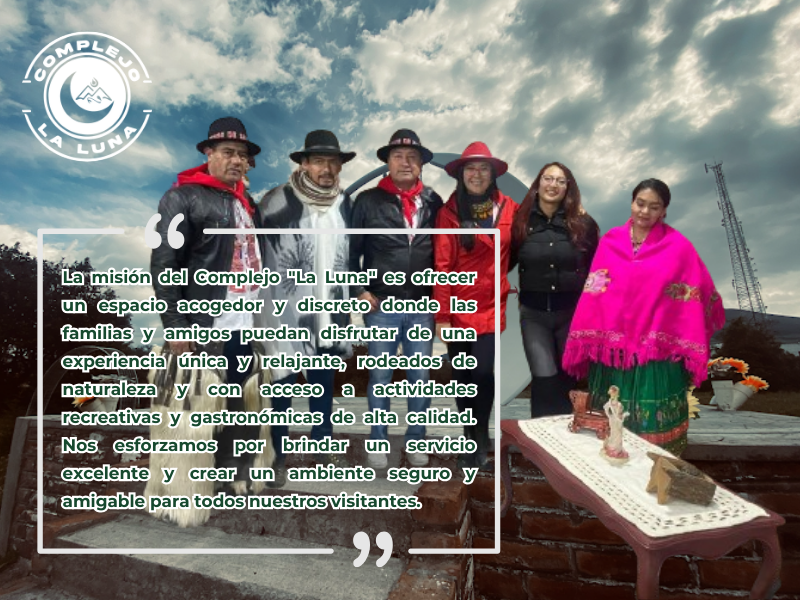 COMPLEJO
LA LUNA
“
La misión del Complejo "La Luna" es ofrecer
un espacio acogedor y discreto donde las
familias y amigos puedan disfrutar de una
experiencia única y relajante, rodeados de
naturaleza y con acceso a actividades
recreativas y gastronómicas de alta calidad.
Nos esforzamos por brindar un servicio
excelente y crear un ambiente seguro y
amigable para todos nuestros visitantes.
”